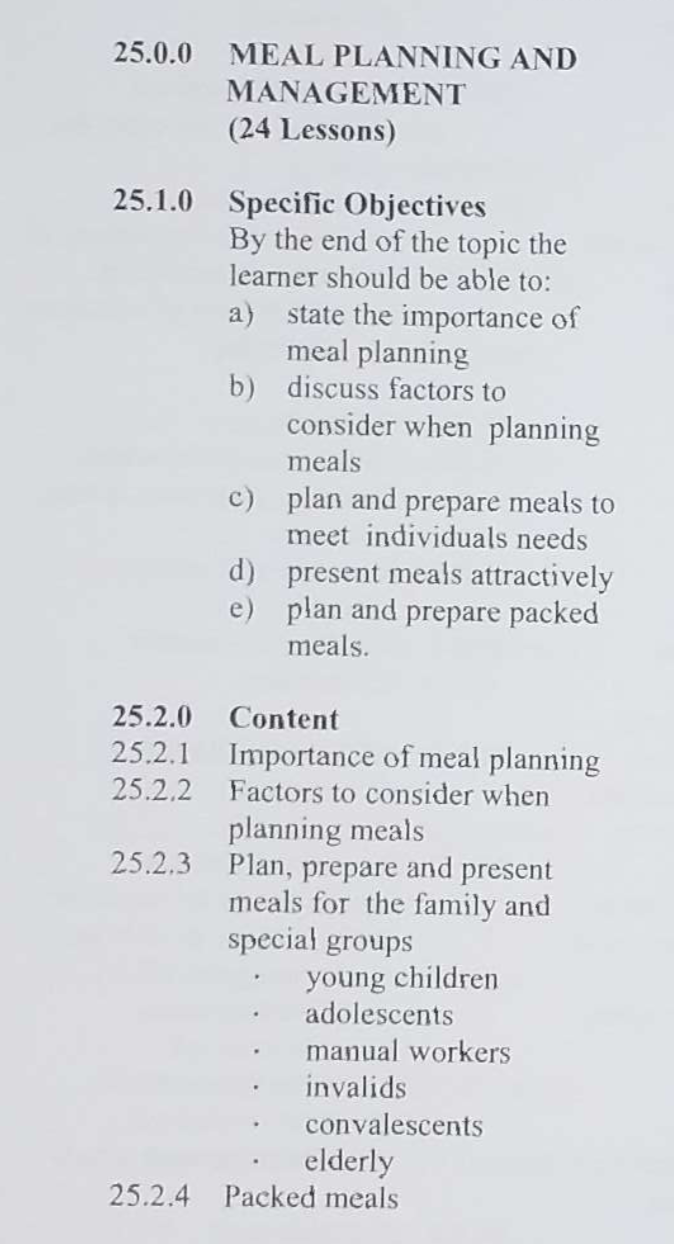 25.0.0 MEAL PLANNING AND
MANAGEMENT
(24 Lessons)
25.1.0 Specific Objectives
By the end of the topic the
learner should be able to:
a) state the importance of
meal planning
b) discuss factors to
consider when planning
meals
c) plan and prepare meals to
meet individuals needs
d) present meals attractively
e) plan and prepare packed
meals.
25.2.0 Content
25.2.1 Importance of meal planning
25.2.2 Factors to consider when
planning meals
25.2.3 Plan, prepare and present
meals for the family and
special groups
· young children
· adolescents
· manual workers
· invalids
· convalescents
· elderly
25.2.4 Packed meals